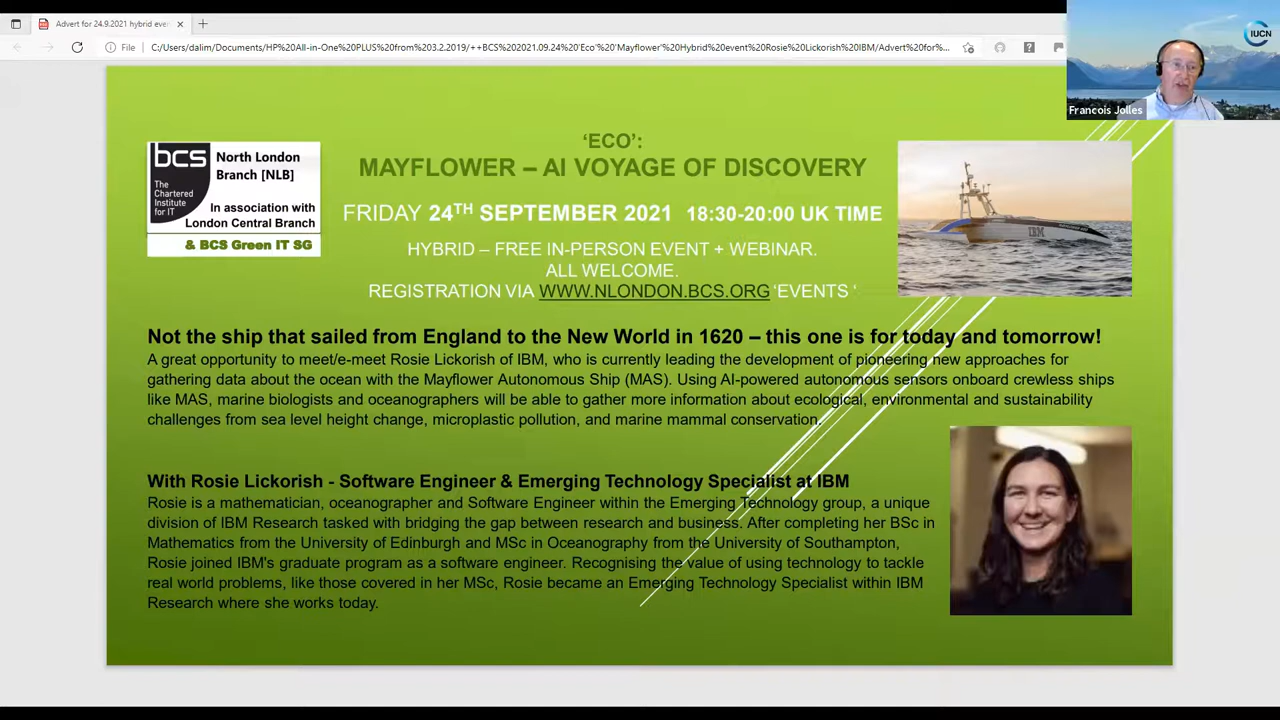 Advert for 24.9.2021 hybrid eve
File
C:/Users/dalim/Documents/HP%20All-in-One%20PLUS%20from%203.2.2019/++BCS%202021.09.24%20'Eco'%20'Mayflower'%20Hybrid%20event%20Rosie%20Lickorish%20IBM/Advert%20for%...
IUCN
Francois Jolles
bcs
The
Chartered
Institute
for IT
North London
Branch [NLB]
In association with
London Central Branch
& BCS Green IT SG
‘ECO’:
MAYFLOWER – AI VOYAGE OF DISCOVERY
FRIDAY 24TH SEPTEMBER 2021 18:30-20:00 UK TIME
HYBRID – FREE IN-PERSON EVENT + WEBINAR.
ALL WELCOME.
REGISTRATION VIA WWW.NLONDON.BCS.ORG ‘EVENTS ‘
IBM
Not the ship that sailed from England to the New World in 1620 – this one is for today and tomorrow!
A great opportunity to meet/e-meet Rosie Lickorish of IBM, who is currently leading the development of pioneering new approaches for
gathering data about the ocean with the Mayflower Autonomous Ship (MAS). Using AI-powered autonomous sensors onboard crewless ships
like MAS, marine biologists and oceanographers will be able to gather more information about ecological, environmental and sustainability
challenges from sea level height change, microplastic pollution, and marine mammal conservation.
With Rosie Lickorish - Software Engineer & Emerging Technology Specialist at IBM
Rosie is a mathematician, oceanographer and Software Engineer within the Emerging Technology group, a unique
division of IBM Research tasked with bridging the gap between research and business. After completing her BSc in
Mathematics from the University of Edinburgh and MSc in Oceanography from the University of Southampton,
Rosie joined IBM's graduate program as a software engineer. Recognising the value of using technology to tackle
real world problems, like those covered in her MSc, Rosie became an Emerging Technology Specialist within IBM
Research where she works today.